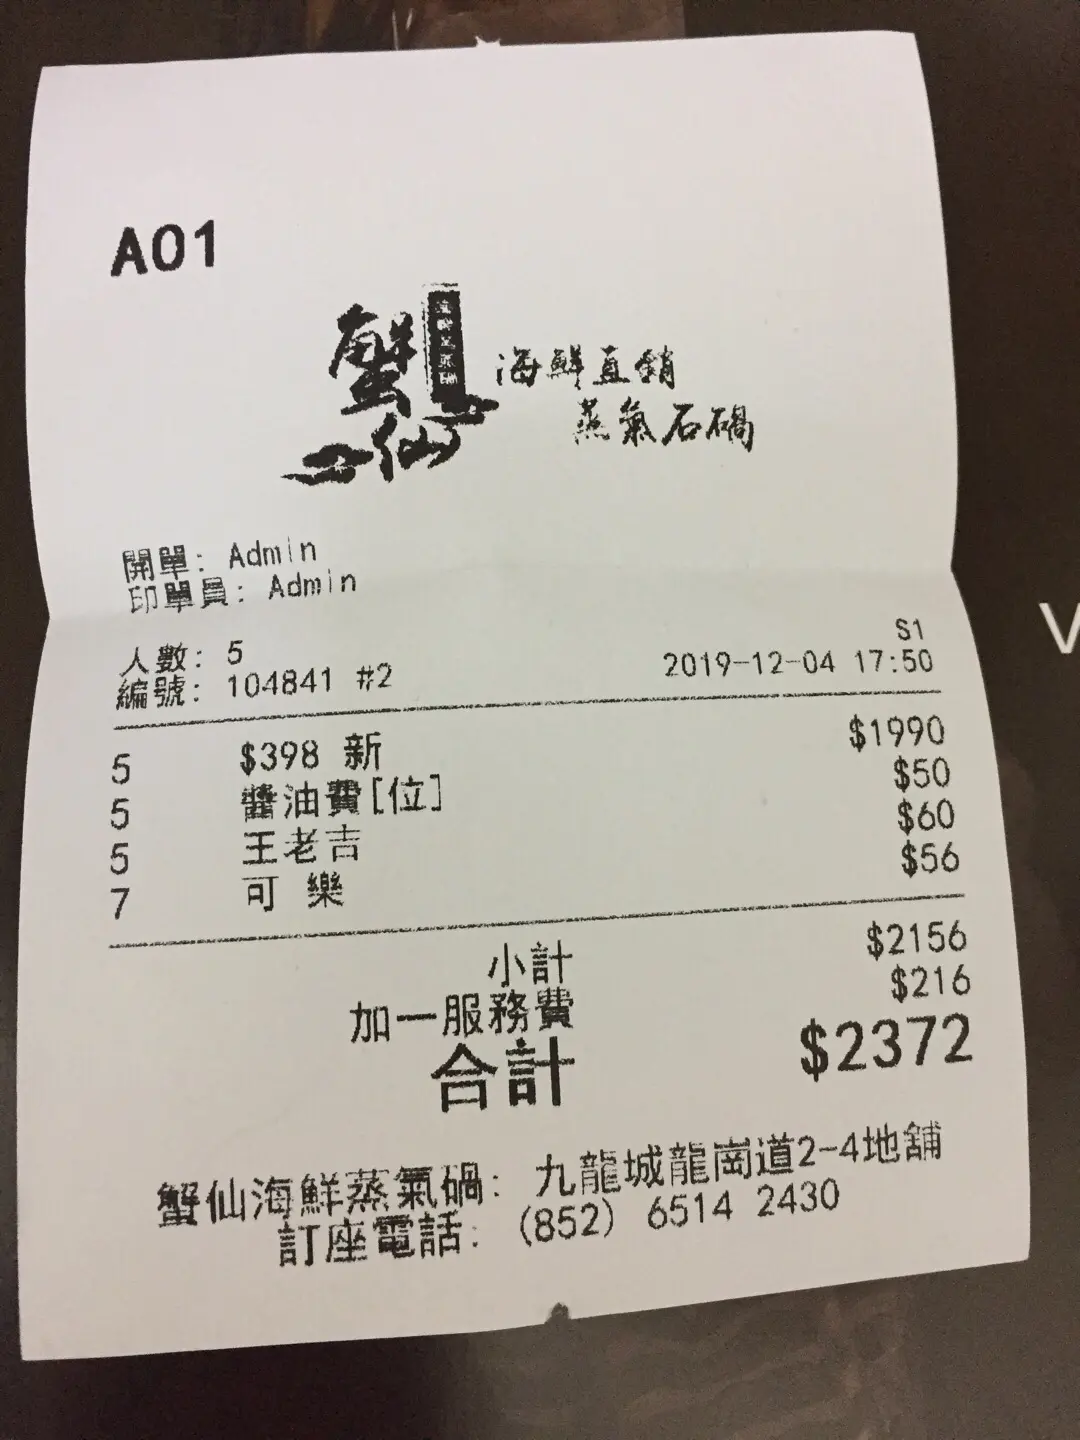 A01
蟹仙
海鮮直銷
蒸氣石鍋
開單: Admin
印單員: Admin
S1
人數: 5
編號: 104841 #2
2019-12-04 17:50
5 $398 新 $1990
5 醬油費[位] $50
5 王老吉 $60
7 可 樂 $56
小計 $2156
加一服務費 $216
合計 $2372
蟹仙海鮮蒸氣鍋: 九龍城龍崗道2-4地舖
訂座電話: (852) 6514 2430
V